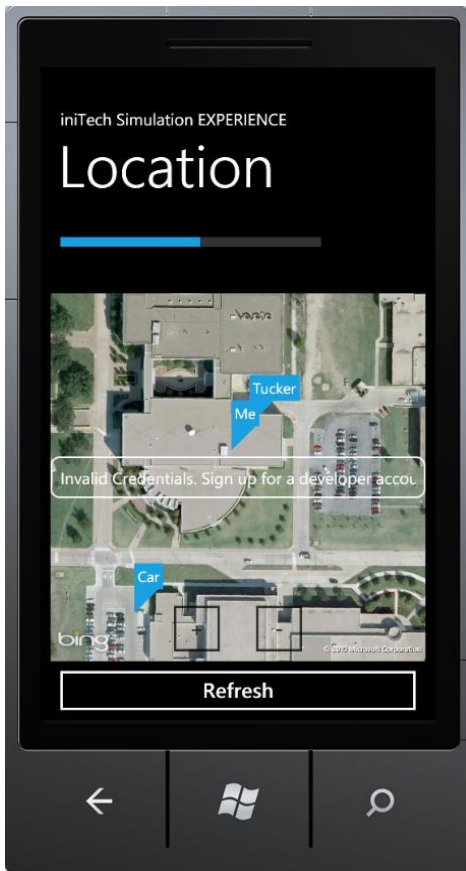 iniTech Simulation EXPERIENCE
Location
Tucker
Me
Invalid Credentials. Sign up for a developer accou
Car
bing
© 2010 Microsoft Corporation
Refresh